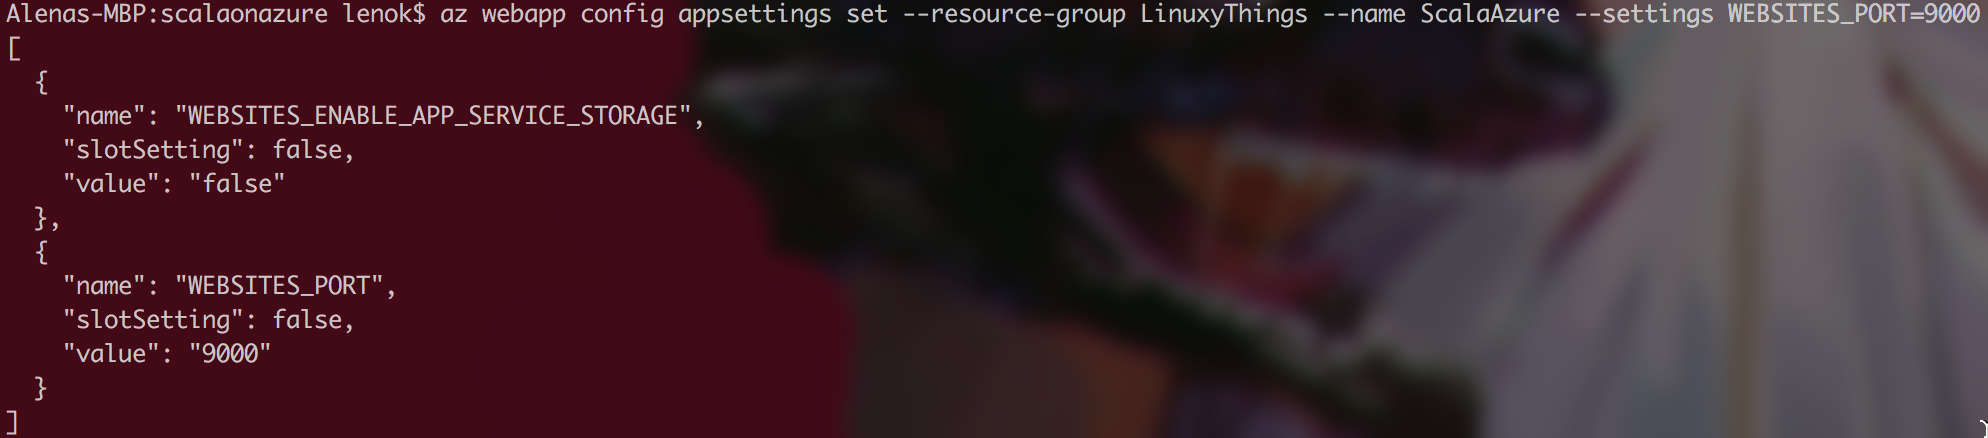 Alenas-MBP:scalaonazure lenok$ az webapp config appsettings set --resource-group LinuxyThings --name ScalaAzure --settings WEBSITES_PORT=9000
[
  {
    "name": "WEBSITES_ENABLE_APP_SERVICE_STORAGE",
    "slotSetting": false,
    "value": "false"
  },
  {
    "name": "WEBSITES_PORT",
    "slotSetting": false,
    "value": "9000"
  }
]